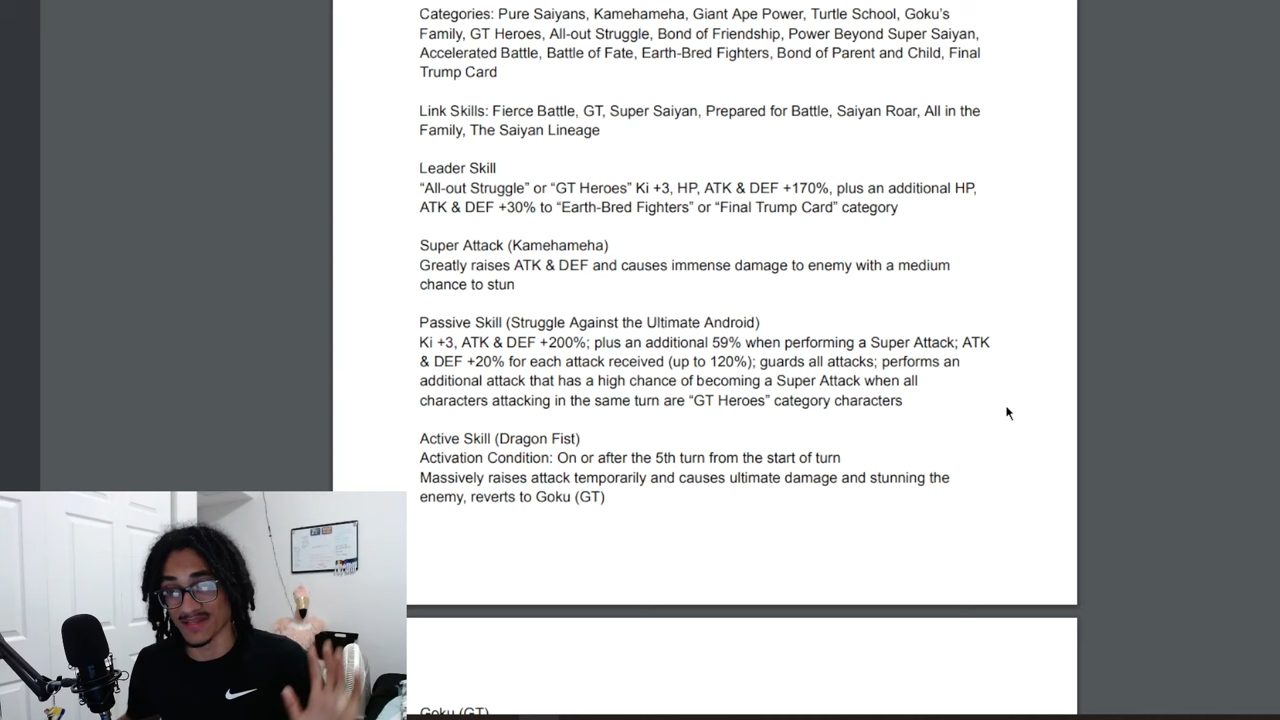 Categories: Pure Saiyans, Kamehameha, Giant Ape Power, Turtle School, Goku’s
Family, GT Heroes, All-out Struggle, Bond of Friendship, Power Beyond Super Saiyan,
Accelerated Battle, Battle of Fate, Earth-Bred Fighters, Bond of Parent and Child, Final
Trump Card
Link Skills: Fierce Battle, GT, Super Saiyan, Prepared for Battle, Saiyan Roar, All in the
Family, The Saiyan Lineage
Leader Skill
“All-out Struggle” or “GT Heroes” Ki +3, HP, ATK & DEF +170%, plus an additional HP,
ATK & DEF +30% to “Earth-Bred Fighters” or “Final Trump Card” category
Super Attack (Kamehameha)
Greatly raises ATK & DEF and causes immense damage to enemy with a medium
chance to stun
Passive Skill (Struggle Against the Ultimate Android)
Ki +3, ATK & DEF +200%; plus an additional 59% when performing a Super Attack; ATK
& DEF +20% for each attack received (up to 120%); guards all attacks; performs an
additional attack that has a high chance of becoming a Super Attack when all
characters attacking in the same turn are “GT Heroes” category characters
Active Skill (Dragon Fist)
Activation Condition: On or after the 5th turn from the start of turn
Massively raises attack temporarily and causes ultimate damage and stunning the
enemy, reverts to Goku (GT)
Goku (GT)